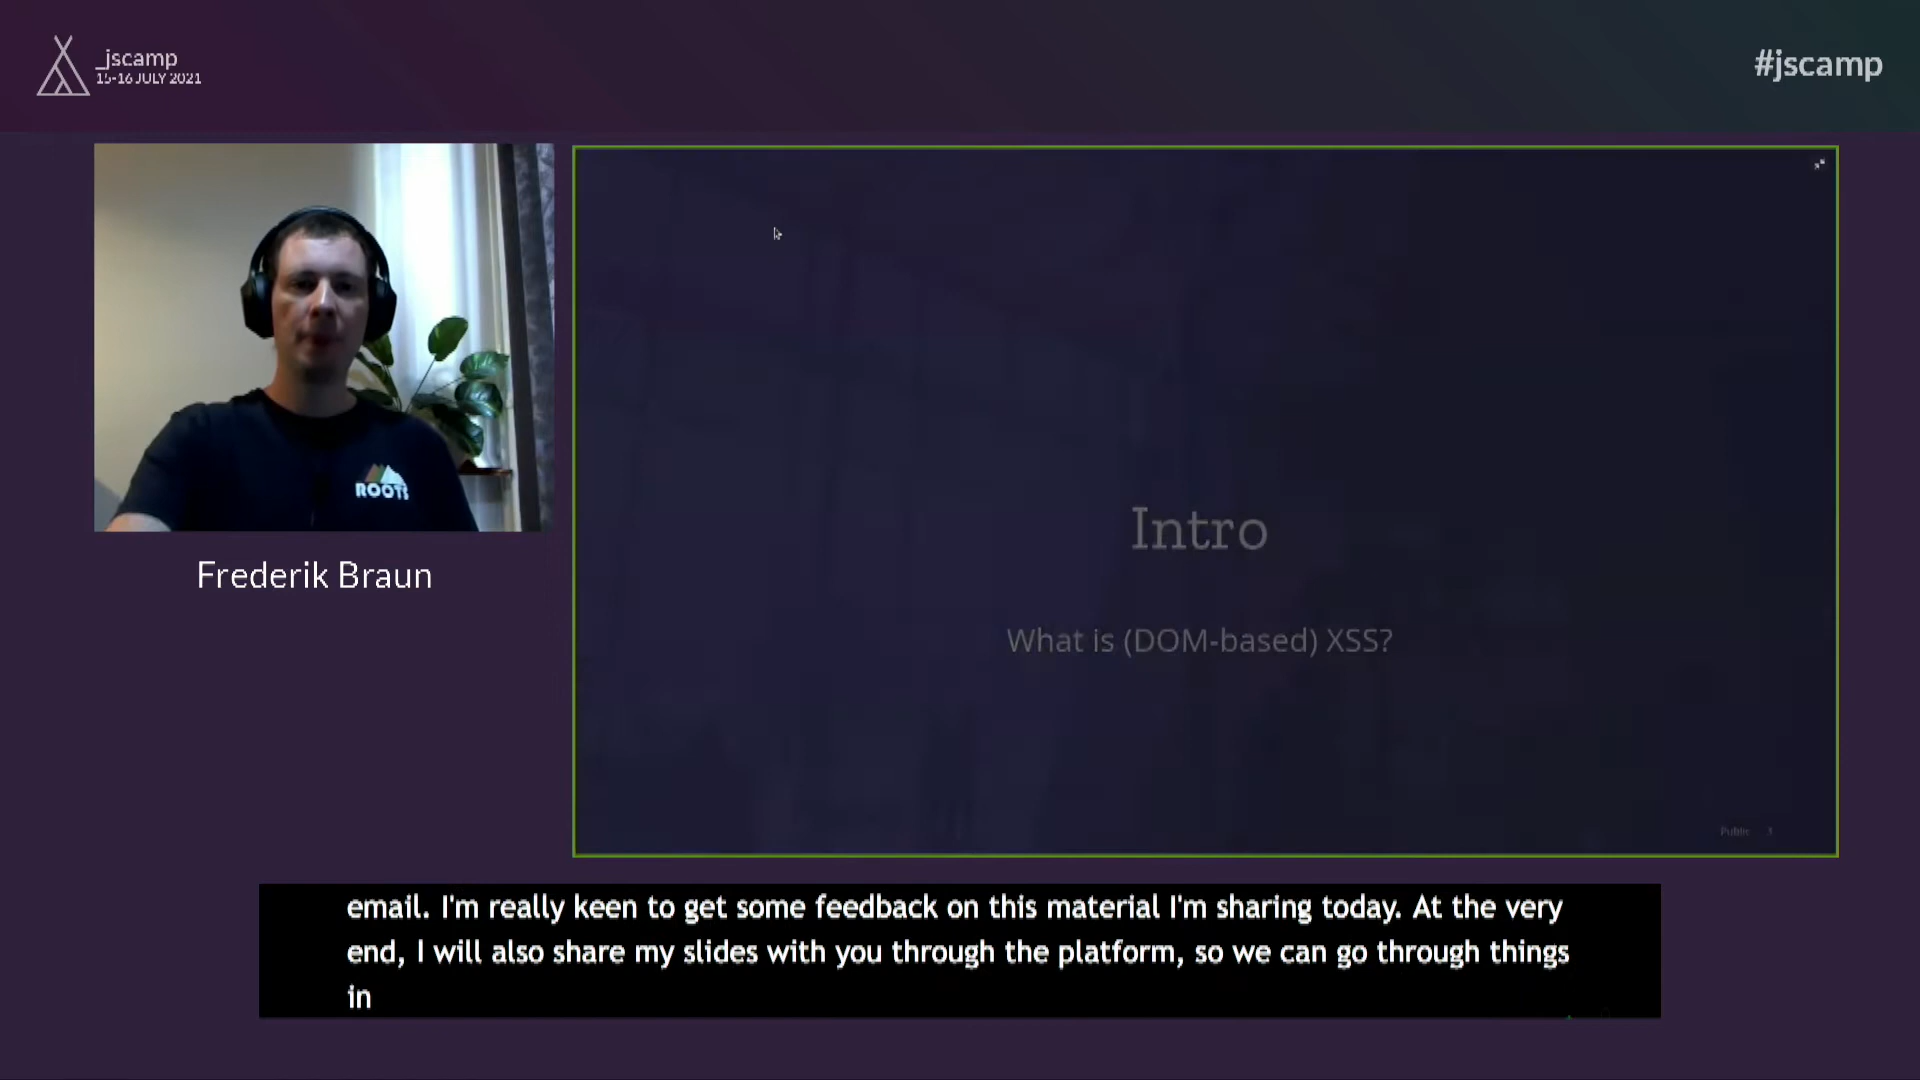 _jscamp
15-16 JULY 2021
#jscamp
ROOTS
Frederik Braun
Intro
What is (DOM-based) XSS?
Public 3
email. I'm really keen to get some feedback on this material I'm sharing today. At the very
end, I will also share my slides with you through the platform, so we can go through things
in